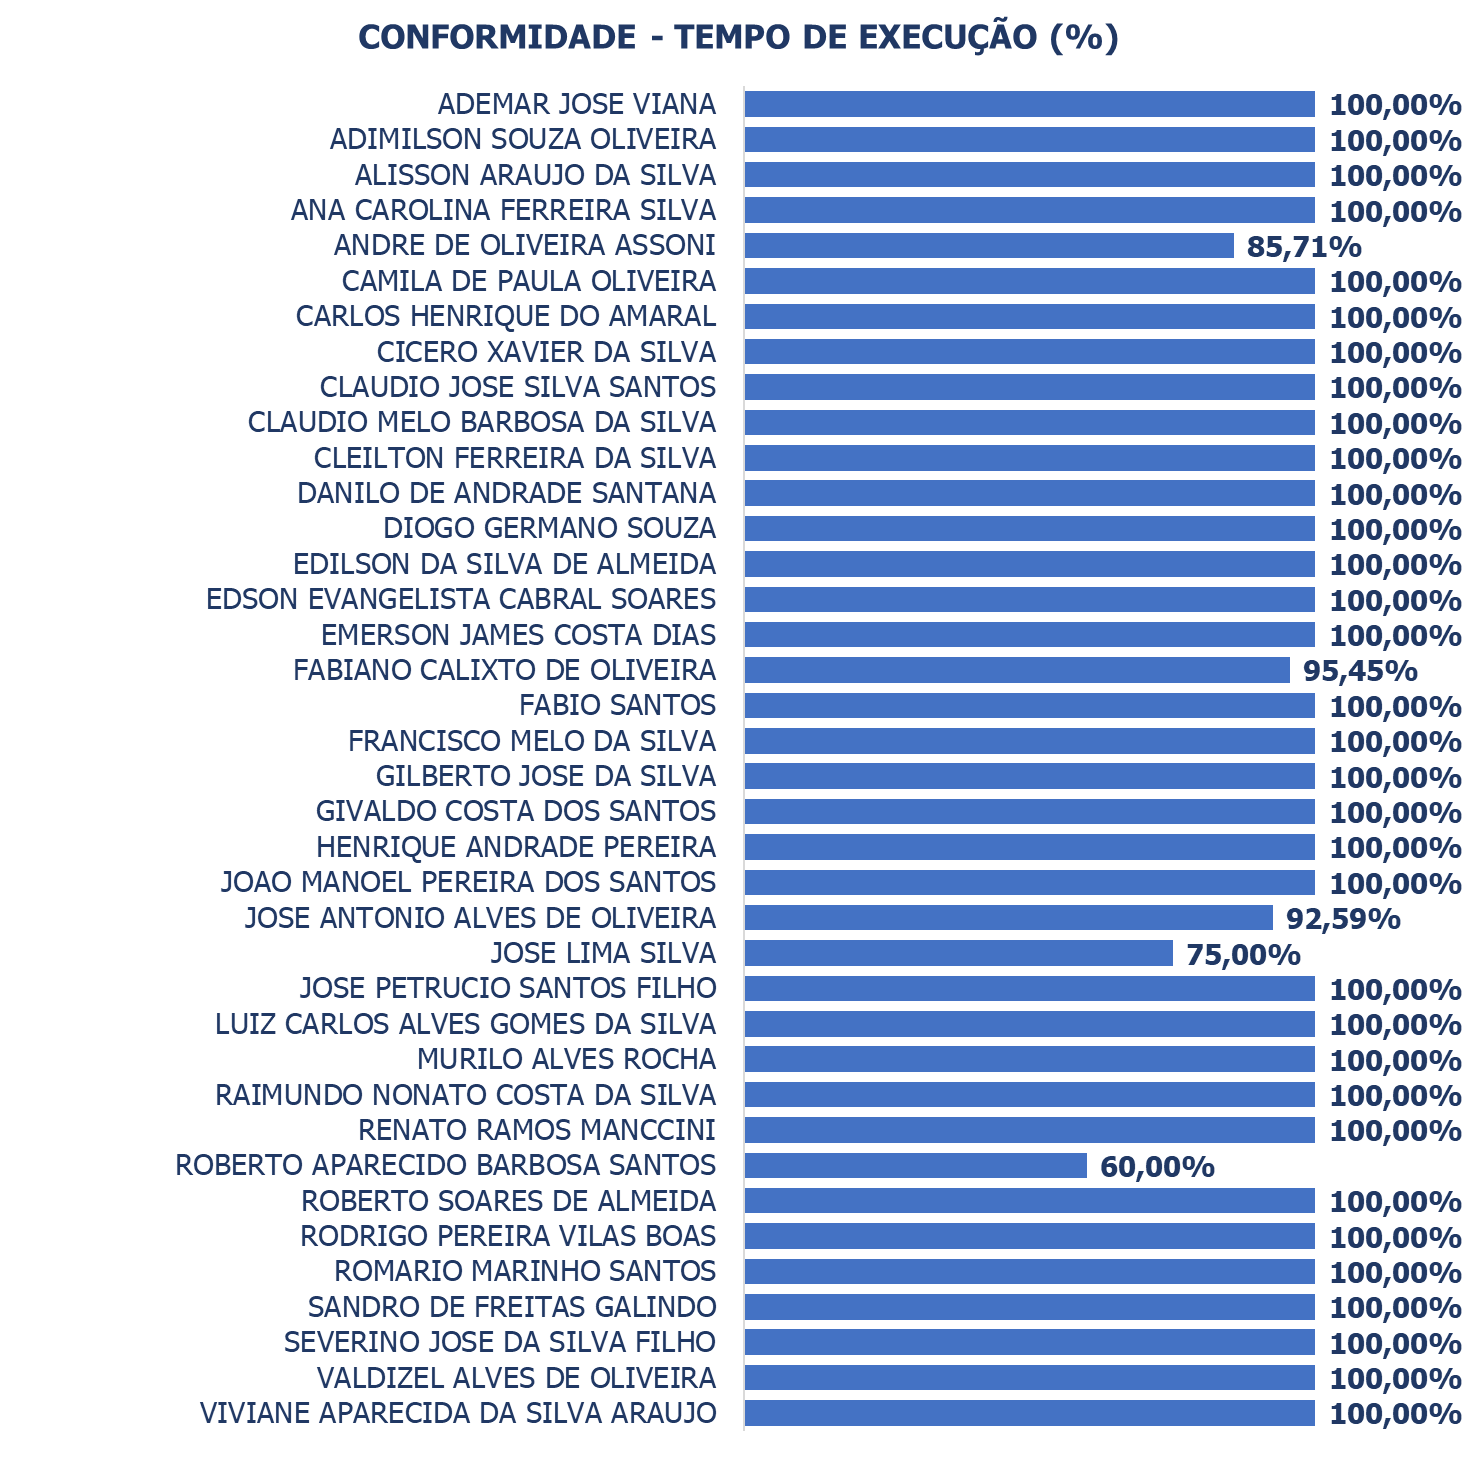 CONFORMIDADE - TEMPO DE EXECUÇÃO (%)
ADEMAR JOSE VIANA 100,00%
ADIMILSON SOUZA OLIVEIRA 100,00%
ALISSON ARAUJO DA SILVA 100,00%
ANA CAROLINA FERREIRA SILVA 100,00%
ANDRE DE OLIVEIRA ASSONI 85,71%
CAMILA DE PAULA OLIVEIRA 100,00%
CARLOS HENRIQUE DO AMARAL 100,00%
CICERO XAVIER DA SILVA 100,00%
CLAUDIO JOSE SILVA SANTOS 100,00%
CLAUDIO MELO BARBOSA DA SILVA 100,00%
CLEILTON FERREIRA DA SILVA 100,00%
DANILO DE ANDRADE SANTANA 100,00%
DIOGO GERMANO SOUZA 100,00%
EDILSON DA SILVA DE ALMEIDA 100,00%
EDSON EVANGELISTA CABRAL SOARES 100,00%
EMERSON JAMES COSTA DIAS 100,00%
FABIANO CALIXTO DE OLIVEIRA 95,45%
FABIO SANTOS 100,00%
FRANCISCO MELO DA SILVA 100,00%
GILBERTO JOSE DA SILVA 100,00%
GIVALDO COSTA DOS SANTOS 100,00%
HENRIQUE ANDRADE PEREIRA 100,00%
JOAO MANOEL PEREIRA DOS SANTOS 100,00%
JOSE ANTONIO ALVES DE OLIVEIRA 92,59%
JOSE LIMA SILVA 75,00%
JOSE PETRUCIO SANTOS FILHO 100,00%
LUIZ CARLOS ALVES GOMES DA SILVA 100,00%
MURILO ALVES ROCHA 100,00%
RAIMUNDO NONATO COSTA DA SILVA 100,00%
RENATO RAMOS MANCCINI 100,00%
ROBERTO APARECIDO BARBOSA SANTOS 60,00%
ROBERTO SOARES DE ALMEIDA 100,00%
RODRIGO PEREIRA VILAS BOAS 100,00%
ROMARIO MARINHO SANTOS 100,00%
SANDRO DE FREITAS GALINDO 100,00%
SEVERINO JOSE DA SILVA FILHO 100,00%
VALDIZEL ALVES DE OLIVEIRA 100,00%
VIVIANE APARECIDA DA SILVA ARAUJO 100,00%